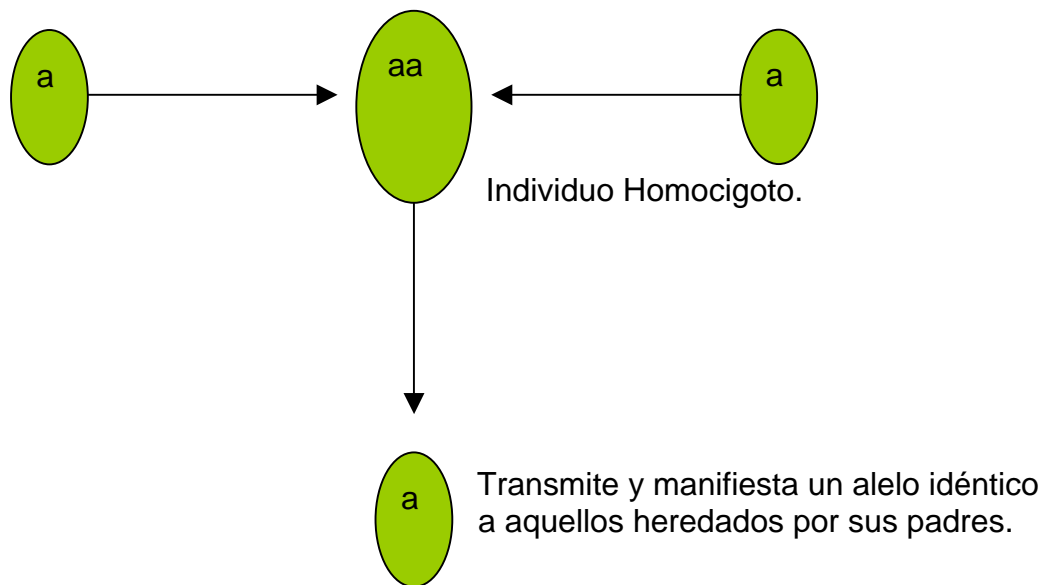 a
aa
a
Individuo Homocigoto.
a
Transmite y manifiesta un alelo idéntico
a aquellos heredados por sus padres.